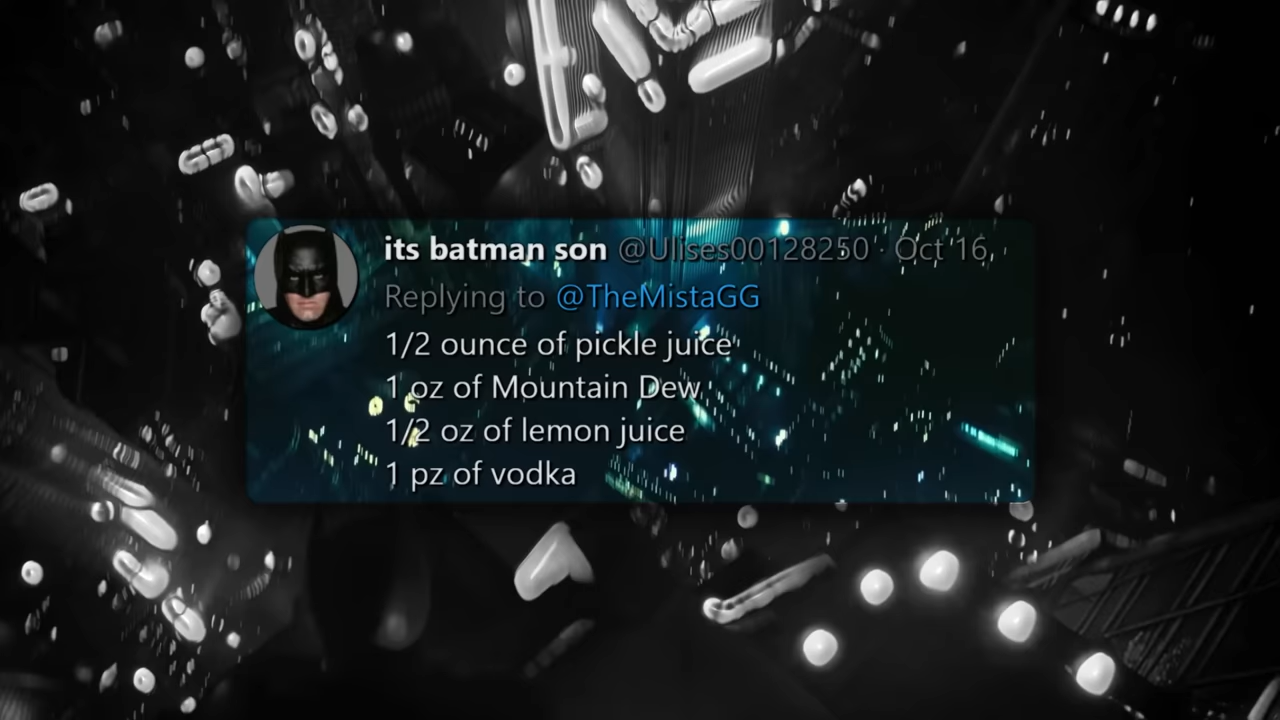 its batman son @Ulises00128250 · Oct 16
Replying to @TheMistaGG
1/2 ounce of pickle juice
1 oz of Mountain Dew
1/2 oz of lemon juice
1 pz of vodka